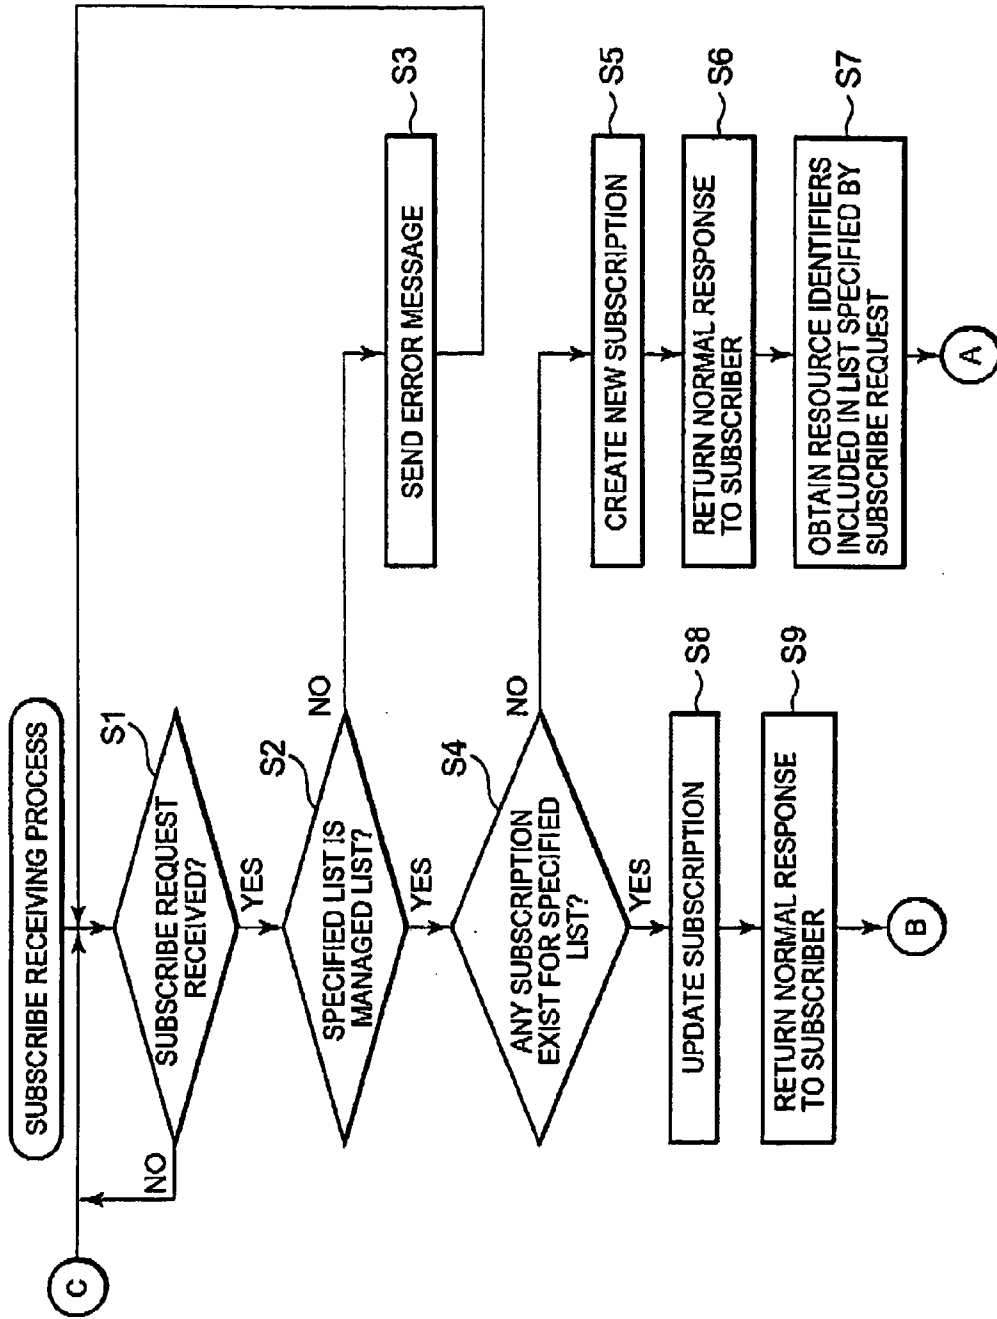 SUBSCRIBE RECEIVING PROCESS
C
S1
SUBSCRIBE REQUEST
RECEIVED?
NO
YES
S2
SPECIFIED LIST IS
MANAGED LIST?
NO
YES
S3
SEND ERROR MESSAGE
S4
ANY SUBSCRIPTION
EXIST FOR SPECIFIED
LIST?
NO
YES
S5
CREATE NEW SUBSCRIPTION
S6
RETURN NORMAL RESPONSE
TO SUBSCRIBER
S7
OBTAIN RESOURCE IDENTIFIERS
INCLUDED IN LIST SPECIFIED BY
SUBSCRIBE REQUEST
A
S8
UPDATE SUBSCRIPTION
S9
RETURN NORMAL RESPONSE
TO SUBSCRIBER
B